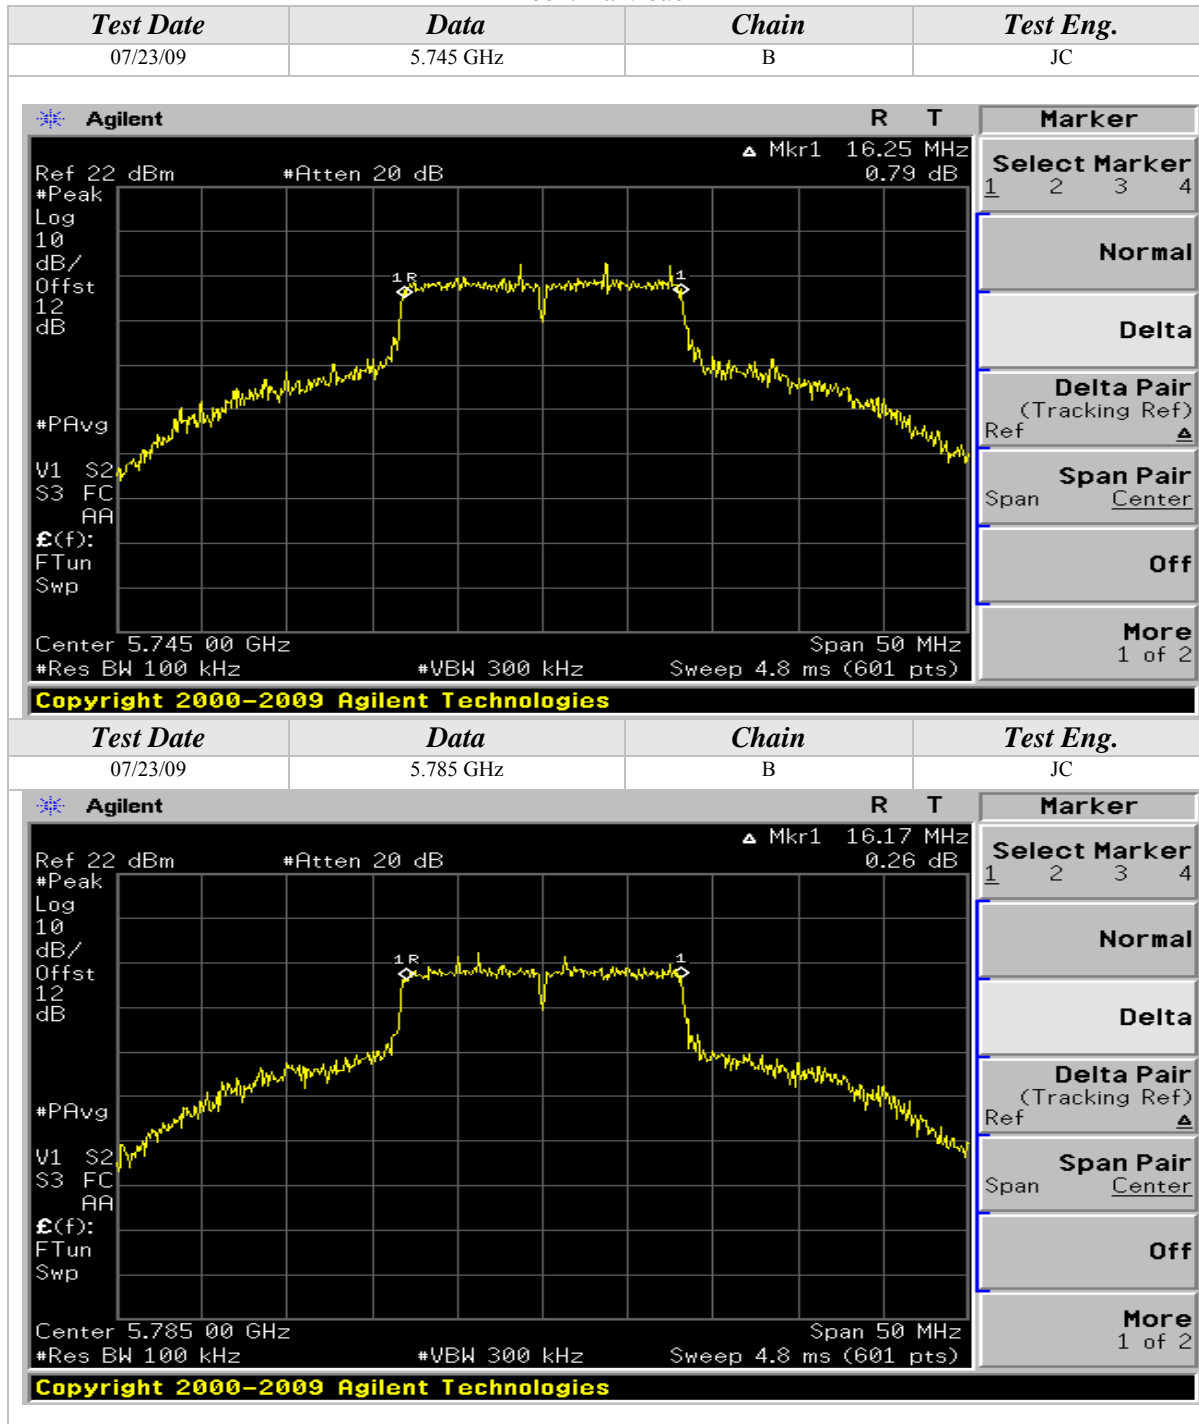 Test Date Data Chain Test Eng.
07/23/09 5.745 GHz B JC
Agilent R T Marker
Δ Mkr1 16.25 MHz
Ref 22 dBm #Atten 20 dB 0.79 dB
Select Marker
1 2 3 4
#Peak
Log
10
dB/
Offst
12
dB
1R 1
Normal
Delta
Delta Pair
(Tracking Ref)
Ref Δ
#PAvg
V1 S2
S3 FC
AA
Span Pair
Span Center
£(f):
FTun
Swp
Off
Center 5.745 00 GHz Span 50 MHz
#Res BW 100 kHz #VBW 300 kHz Sweep 4.8 ms (601 pts)
More
1 of 2
Copyright 2000-2009 Agilent Technologies
Test Date Data Chain Test Eng.
07/23/09 5.785 GHz B JC
Agilent R T Marker
Δ Mkr1 16.17 MHz
Ref 22 dBm #Atten 20 dB 0.26 dB
Select Marker
1 2 3 4
#Peak
Log
10
dB/
Offst
12
dB
1R 1
Normal
Delta
Delta Pair
(Tracking Ref)
Ref Δ
#PAvg
V1 S2
S3 FC
AA
Span Pair
Span Center
£(f):
FTun
Swp
Off
Center 5.785 00 GHz Span 50 MHz
#Res BW 100 kHz #VBW 300 kHz Sweep 4.8 ms (601 pts)
More
1 of 2
Copyright 2000-2009 Agilent Technologies